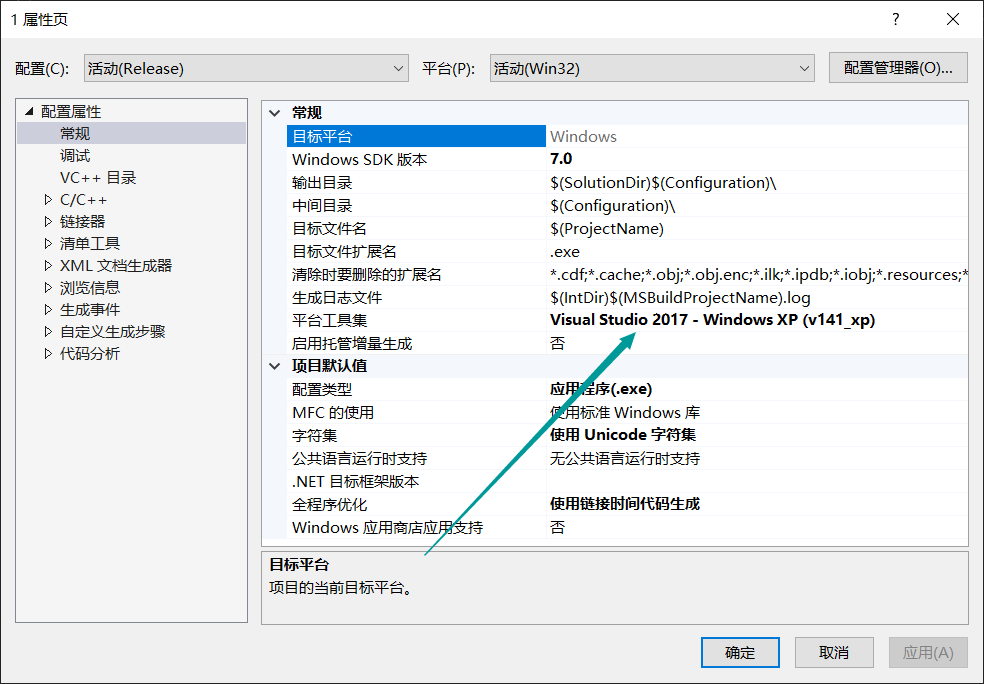 1 属性页
配置(C): 活动(Release) 平台(P): 活动(Win32) 配置管理器(O)...
配置属性
常规
调试
VC++ 目录
C/C++
链接器
清单工具
XML 文档生成器
浏览信息
生成事件
自定义生成步骤
代码分析
常规
目标平台 Windows
Windows SDK 版本 7.0
输出目录 $(SolutionDir)$(Configuration)\
中间目录 $(Configuration)\
目标文件名 $(ProjectName)
目标文件扩展名 .exe
清除时要删除的扩展名 *.cdf;*.cache;*.obj;*.obj.enc;*.ilk;*.ipdb;*.iobj;*.resources;*
生成日志文件 $(IntDir)$(MSBuildProjectName).log
平台工具集 Visual Studio 2017 - Windows XP (v141_xp)
启用托管增量生成 否
项目默认值
配置类型 应用程序(.exe)
MFC 的使用 使用标准 Windows 库
字符集 使用 Unicode 字符集
公共语言运行时支持 无公共语言运行时支持
.NET 目标框架版本
全程序优化 使用链接时间代码生成
Windows 应用商店应用支持 否
目标平台
项目的当前目标平台。
确定 取消 应用(A)